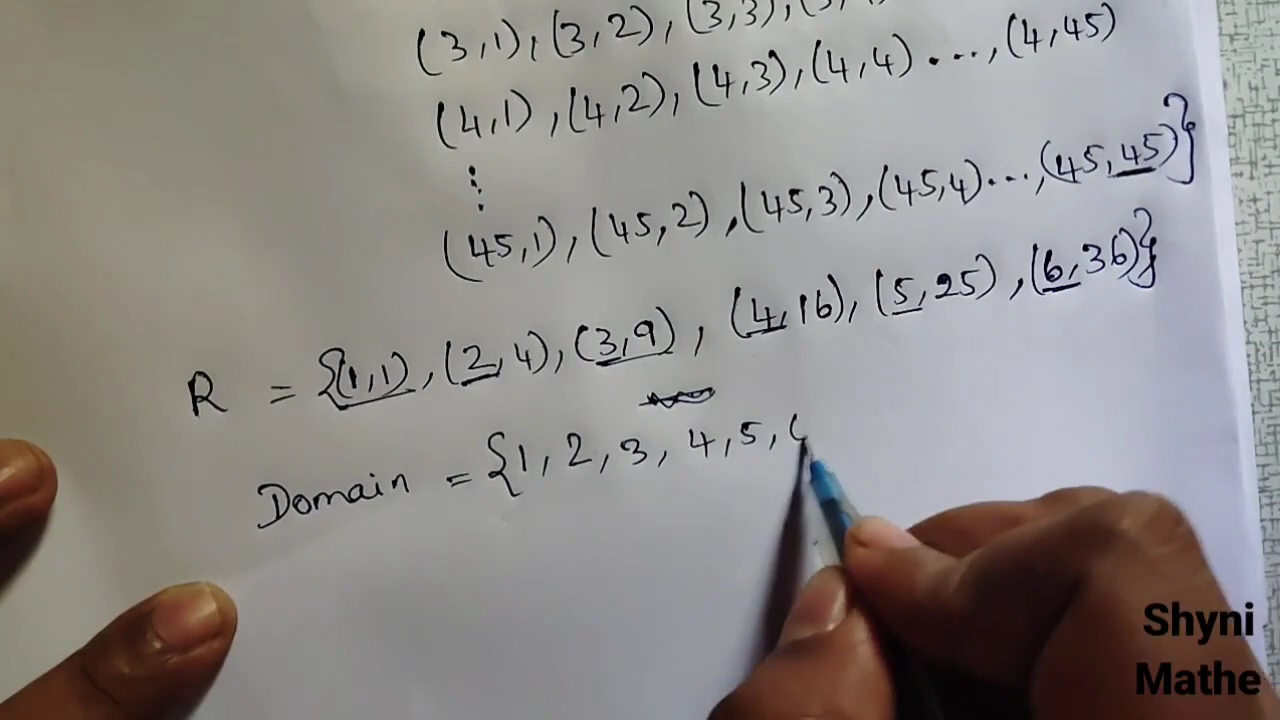 (3,1), (3,2), (3,3),
(4,1), (4,2), (4,3), (4,4) ..., (4,45)
⋮
(45,1), (45,2), (45,3), (45,4)..., (45,45)}
R = {(1,1), (2,4), (3,9), (4,16), (5,25), (6,36)}
Domain = {1, 2, 3, 4, 5,
Shyni
Mathe